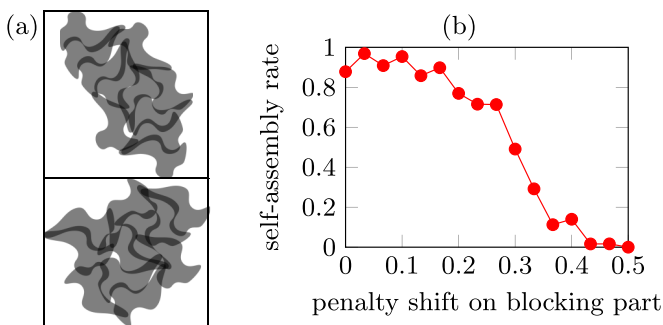 (a)
(b)
self-assembly rate
1
0.8
0.6
0.4
0.2
0
0 0.1 0.2 0.3 0.4 0.5
penalty shift on blocking part